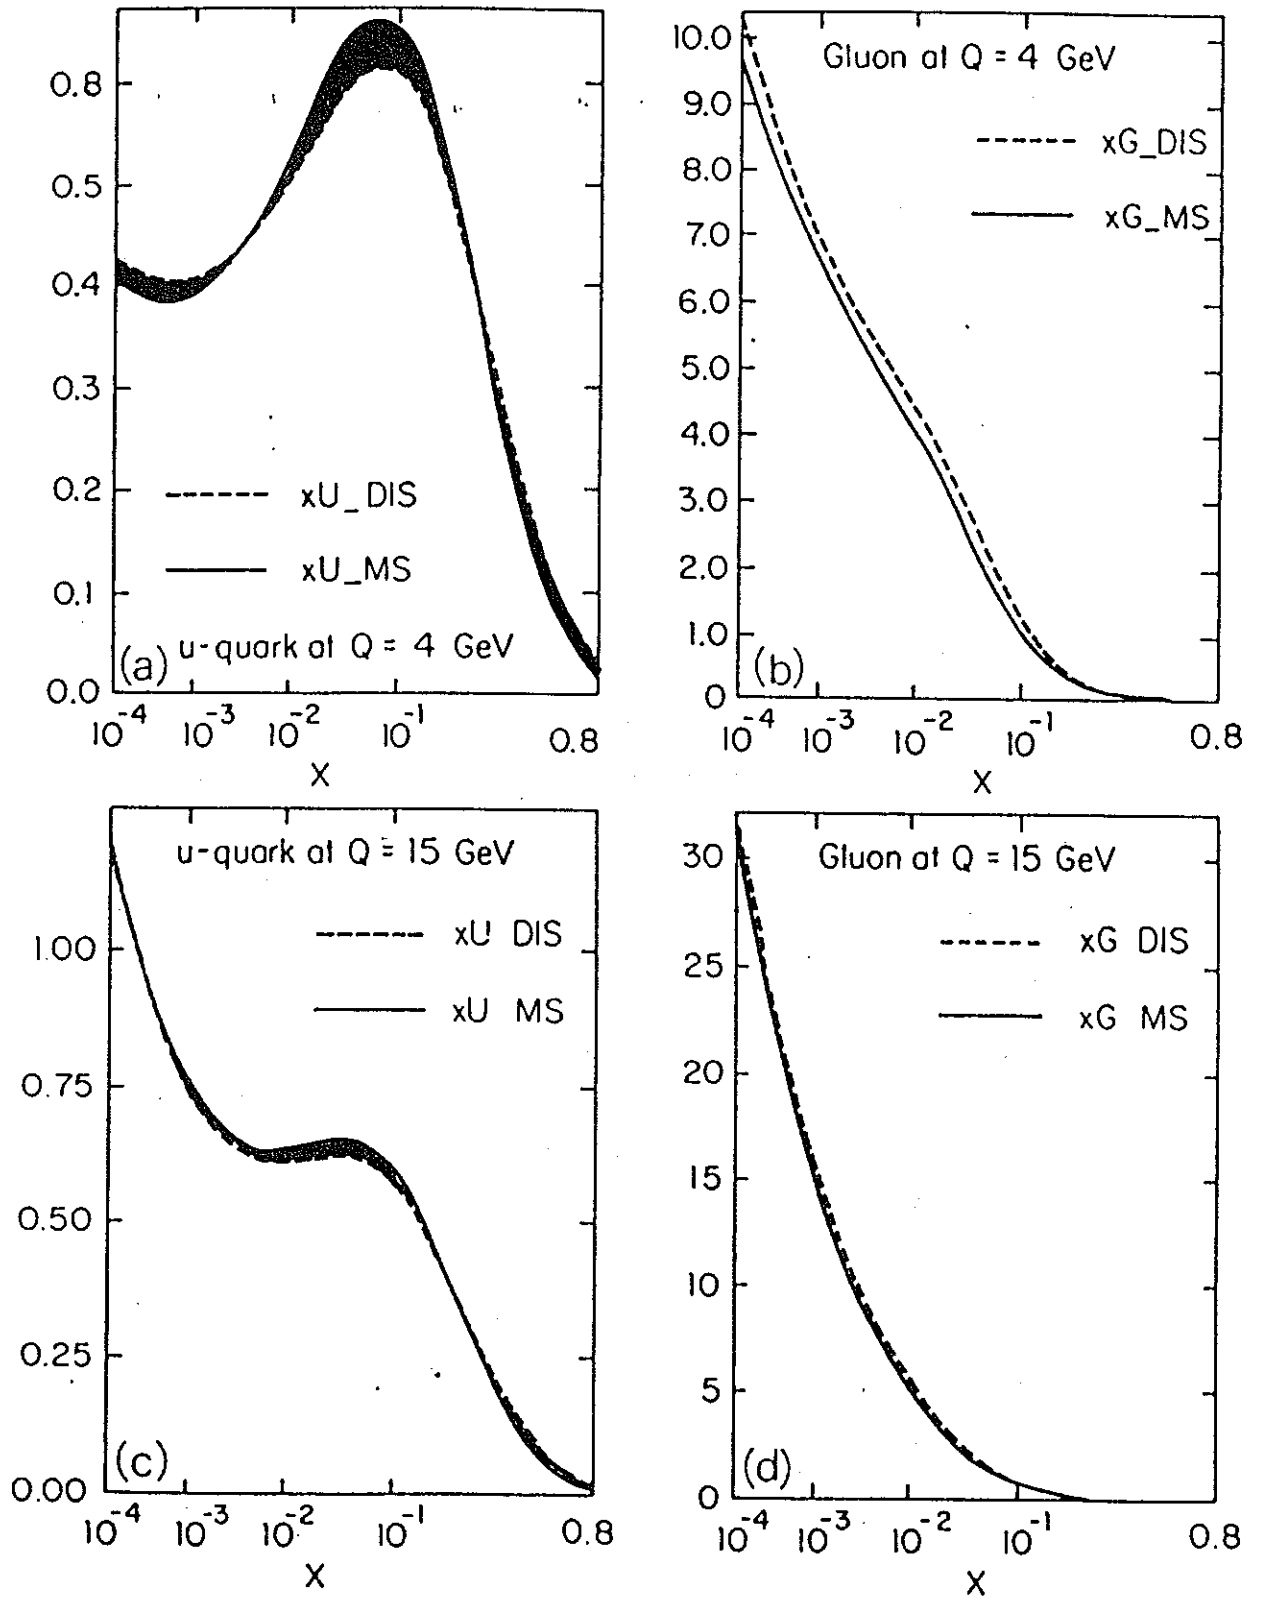 0.8
0.5
0.4
0.3
0.2
0.1
0.0
xU_DIS
xU_MS
u-quark at Q = 4 GeV
(a)
10⁻⁴ 10⁻³ 10⁻² 10⁻¹ 0.8
X
Gluon at Q = 4 GeV
10.0
9.0
8.0
7.0
6.0
5.0
4.0
3.0
2.0
1.0
0
xG_DIS
xG_MS
(b)
10⁻⁴ 10⁻³ 10⁻² 10⁻¹ 0.8
X
u-quark at Q = 15 GeV
1.00
0.75
0.50
0.25
0.00
xU DIS
xU MS
(c)
10⁻⁴ 10⁻³ 10⁻² 10⁻¹ 0.8
X
Gluon at Q = 15 GeV
30
25
20
15
10
5
0
xG DIS
xG MS
(d)
10⁻⁴ 10⁻³ 10⁻² 10⁻¹ 0.8
X